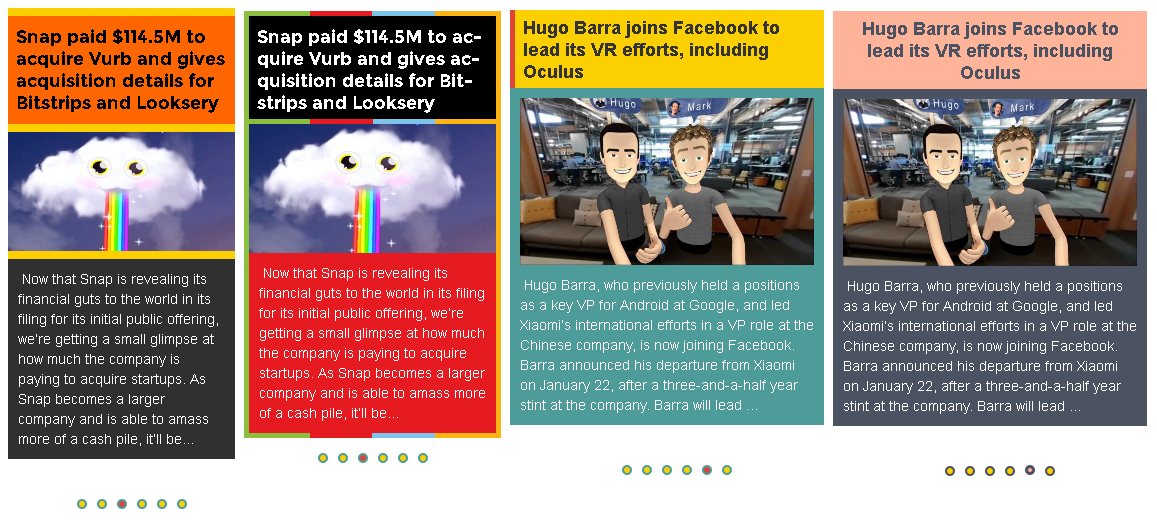 Snap paid $114.5M to
acquire Vurb and gives
acquisition details for
Bitstrips and Looksery
Now that Snap is revealing its
financial guts to the world in its
filing for its initial public offering,
we're getting a small glimpse at
how much the company is
paying to acquire startups. As
Snap becomes a larger
company and is able to amass
more of a cash pile, it'll be...
Snap paid $114.5M to ac-
quire Vurb and gives ac-
quisition details for Bit-
strips and Looksery
Now that Snap is revealing its
financial guts to the world in its filing
for its initial public offering, we're
getting a small glimpse at how much
the company is paying to acquire
startups. As Snap becomes a larger
company and is able to amass more
of a cash pile, it'll be...
Hugo Barra joins Facebook to
lead its VR efforts, including
Oculus
Hugo
Mark
Hugo Barra, who previously held a positions
as a key VP for Android at Google, and led
Xiaomi's international efforts in a VP role at the
Chinese company, is now joining Facebook.
Barra announced his departure from Xiaomi
on January 22, after a three-and-a-half year
stint at the company. Barra will lead ...
Hugo Barra joins Facebook to
lead its VR efforts, including
Oculus
Hugo
Mark
Hugo Barra, who previously held a positions
as a key VP for Android at Google, and led
Xiaomi's international efforts in a VP role at the
Chinese company, is now joining Facebook.
Barra announced his departure from Xiaomi
on January 22, after a three-and-a-half year
stint at the company. Barra will lead ...